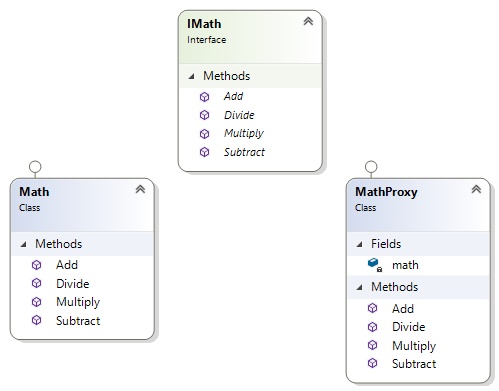 IMath
Interface
Methods
Add
Divide
Multiply
Subtract
Math
Class
Methods
Add
Divide
Multiply
Subtract
MathProxy
Class
Fields
math
Methods
Add
Divide
Multiply
Subtract